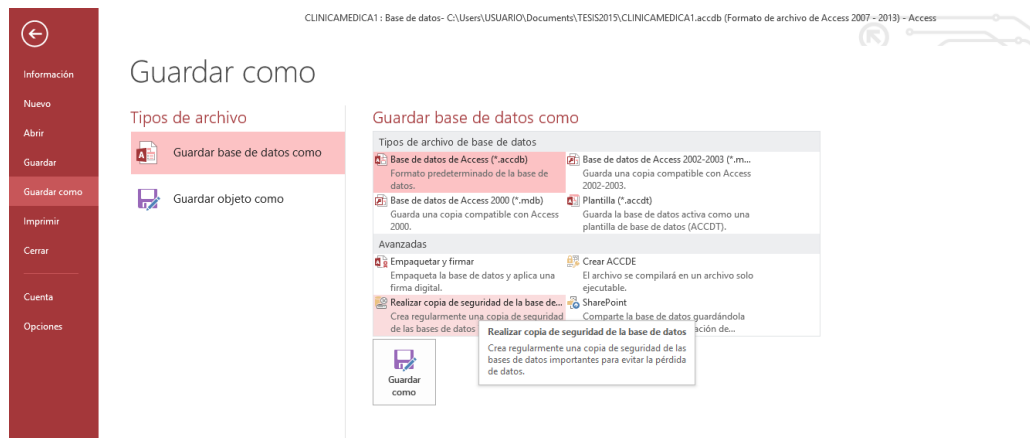 CLINICAMEDICA1 : Base de datos- C:\Users\USUARIO\Documents\TESIS2015\CLINICAMEDICA1.accdb (Formato de archivo de Access 2007 - 2013) - Access
Información
Nuevo
Abrir
Guardar
Guardar como
Imprimir
Cerrar
Cuenta
Opciones
Guardar como
Tipos de archivo
Guardar base de datos como
Guardar objeto como
Guardar base de datos como
Tipos de archivo de base de datos
Base de datos de Access (*.accdb)
Formato predeterminado de la base de
datos.
Base de datos de Access 2002-2003 (*.m...
Guarda una copia compatible con Access
2002-2003.
Base de datos de Access 2000 (*.mdb)
Guarda una copia compatible con Access
2000.
Plantilla (*.accdt)
Guarda la base de datos activa como una
plantilla de base de datos (ACCDT).
Avanzadas
Empaquetar y firmar
Empaqueta la base de datos y aplica una
firma digital.
Crear ACCDE
El archivo se compilará en un archivo solo
ejecutable.
Realizar copia de seguridad de la base de...
Crea regularmente una copia de seguridad
de las bases de datos
SharePoint
Comparte la base de datos guardándola
ación de...
Realizar copia de seguridad de la base de datos
Crea regularmente una copia de seguridad de las
bases de datos importantes para evitar la pérdida
de datos.
Guardar
como